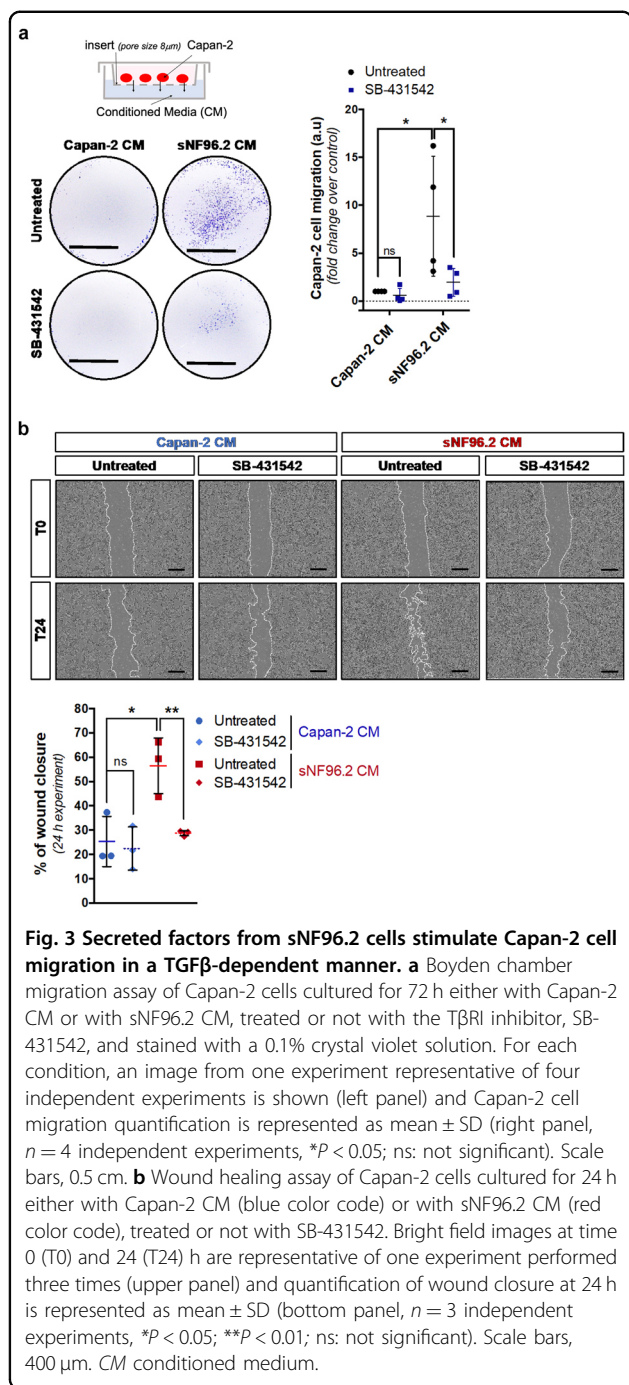 a
insert (pore size 8μm) Capan-2
Conditioned Media (CM)
Capan-2 CM sNF96.2 CM
Untreated
SB-431542
Untreated
SB-431542
Capan-2 cell migration (a.u)
(fold change over control)
20
15
10
5
0
ns
*
*
Capan-2 CM
sNF96.2 CM
b
Capan-2 CM sNF96.2 CM
Untreated SB-431542 Untreated SB-431542
T0
T24
% of wound closure
(24 h experiment)
80
70
60
50
40
30
20
10
0
ns
*
**
Untreated
SB-431542
Capan-2 CM
Untreated
SB-431542
sNF96.2 CM
Fig. 3 Secreted factors from sNF96.2 cells stimulate Capan-2 cell
migration in a TGFβ-dependent manner. a Boyden chamber
migration assay of Capan-2 cells cultured for 72 h either with Capan-2
CM or with sNF96.2 CM, treated or not with the TβRI inhibitor, SB-
431542, and stained with a 0.1% crystal violet solution. For each
condition, an image from one experiment representative of four
independent experiments is shown (left panel) and Capan-2 cell
migration quantification is represented as mean ± SD (right panel,
n = 4 independent experiments, *P < 0.05; ns: not significant). Scale
bars, 0.5 cm. b Wound healing assay of Capan-2 cells cultured for 24 h
either with Capan-2 CM (blue color code) or with sNF96.2 CM (red
color code), treated or not with SB-431542. Bright field images at time
0 (T0) and 24 (T24) h are representative of one experiment performed
three times (upper panel) and quantification of wound closure at 24 h
is represented as mean ± SD (bottom panel, n = 3 independent
experiments, *P < 0.05; **P < 0.01; ns: not significant). Scale bars,
400 μm. CM conditioned medium.